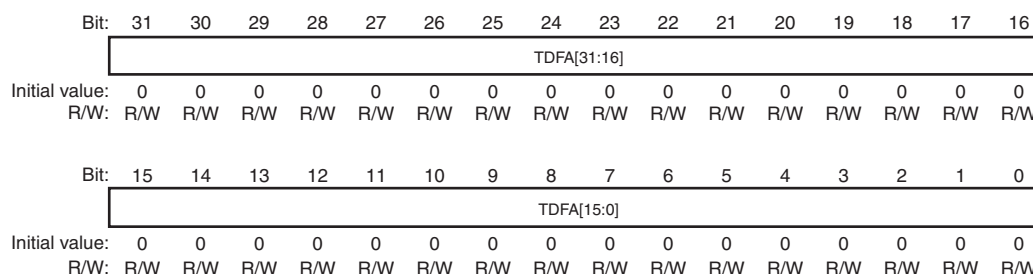 Bit: 31 30 29 28 27 26 25 24 23 22 21 20 19 18 17 16
TDFA[31:16]
Initial value: 0 0 0 0 0 0 0 0 0 0 0 0 0 0 0 0
R/W: R/W R/W R/W R/W R/W R/W R/W R/W R/W R/W R/W R/W R/W R/W R/W R/W
Bit: 15 14 13 12 11 10 9 8 7 6 5 4 3 2 1 0
TDFA[15:0]
Initial value: 0 0 0 0 0 0 0 0 0 0 0 0 0 0 0 0
R/W: R/W R/W R/W R/W R/W R/W R/W R/W R/W R/W R/W R/W R/W R/W R/W R/W